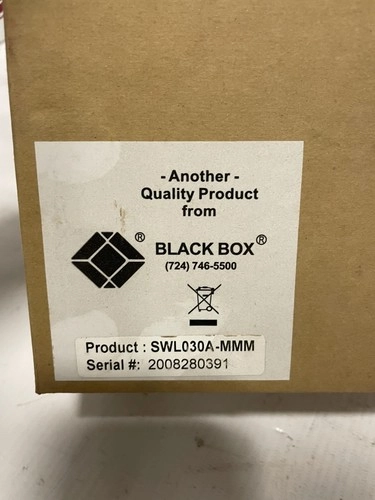 - Another -
Quality Product
from
®
BLACK BOX®
(724) 746-5500
Product : SWL030A-MMM
Serial #: 2008280391